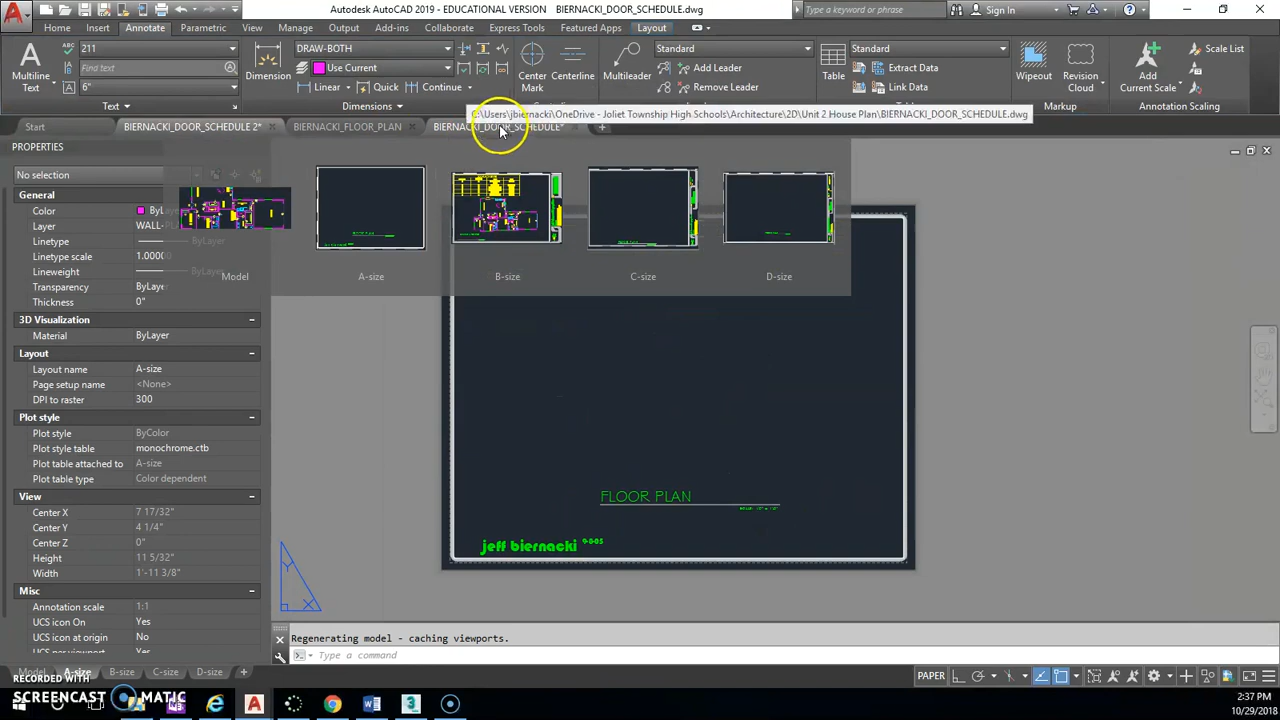 Autodesk AutoCAD 2019 - EDUCATIONAL VERSION BIERNACKI_DOOR_SCHEDULE.dwg
Type a keyword or phrase
Sign In
Home Insert Annotate Parametric View Manage Output Add-ins Collaborate Express Tools Featured Apps Layout
Multiline Text
211
Find text
6"
Text
Dimension
DRAW-BOTH
Use Current
Linear Quick Continue
Dimensions
Center Mark
Centerline
Multileader
Standard
Add Leader
Remove Leader
Table
Standard
Extract Data
Link Data
Wipeout
Revision Cloud
Markup
Add Current Scale
Scale List
Annotation Scaling
C:\Users\jbiernacki\OneDrive - Joliet Township High Schools\Architecture\2D\Unit 2 House Plan\BIERNACKI_DOOR_SCHEDULE.dwg
Start BIERNACKI_DOOR_SCHEDULE 2* BIERNACKI_FLOOR_PLAN BIERNACKI_DOOR_SCHEDULE*
Model A-size B-size C-size D-size
PROPERTIES
No selection
General
Color ByL
Layer WALL-
Linetype ByLayer
Linetype scale 1.0000
Lineweight ByLayer
Transparency ByLaye
Thickness 0"
3D Visualization
Material ByLayer
Layout
Layout name A-size
Page setup name <None>
DPI to raster 300
Plot style
Plot style ByColor
Plot style table monochrome.ctb
Plot table attached to A-size
Plot table type Color dependent
View
Center X 7 17/32"
Center Y 4 1/4"
Center Z 0"
Height 11 5/32"
Width 1'-11 3/8"
Misc
Annotation scale 1:1
UCS icon On Yes
UCS icon at origin No
UCS per viewport Yes
FLOOR PLAN
jeff biernacki
Y
X
Regenerating model - caching viewports.
Type a command
Model A-size B-size C-size D-size
PAPER
RECORDED WITH
SCREENCAST MATIC
2:37 PM
10/29/2018